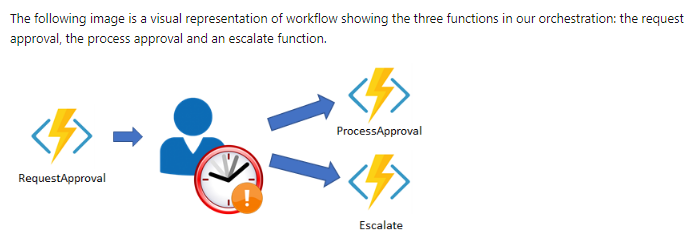 The following image is a visual representation of workflow showing the three functions in our orchestration: the request
approval, the process approval and an escalate function.
ProcessApproval
RequestApproval
Escalate